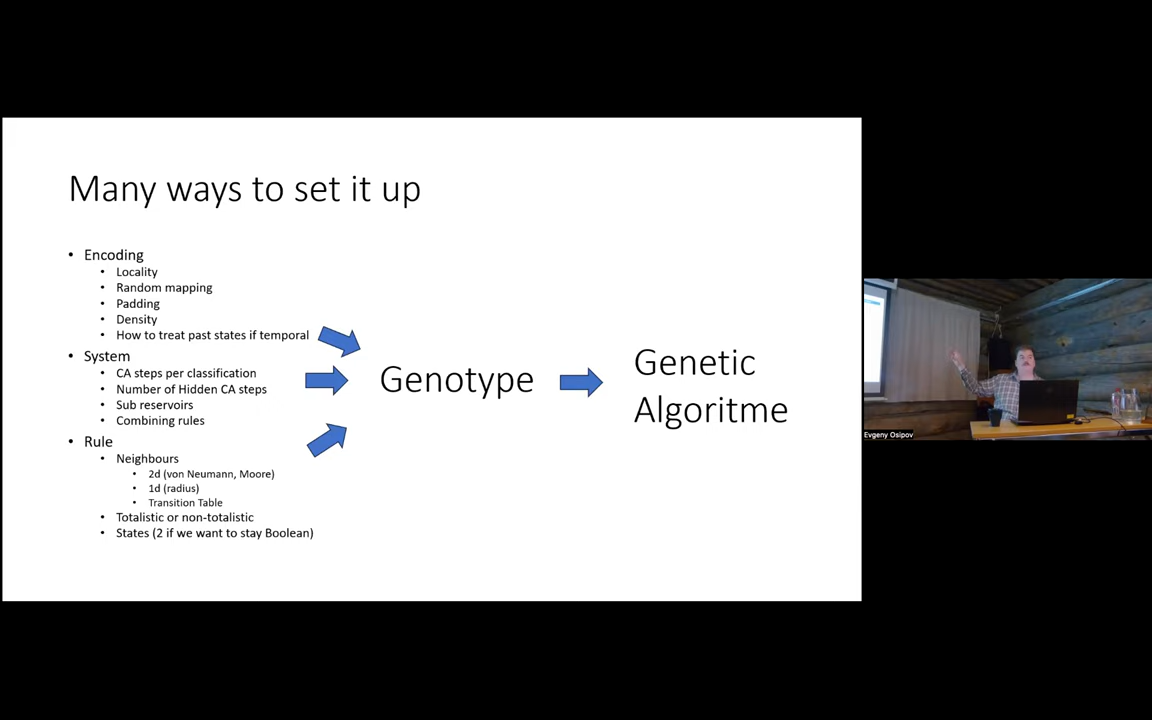 Many ways to set it up
• Encoding
• Locality
• Random mapping
• Padding
• Density
• How to treat past states if temporal
• System
• CA steps per classification
• Number of Hidden CA steps
• Sub reservoirs
• Combining rules
• Rule
• Neighbours
• 2d (von Neumann, Moore)
• 1d (radius)
• Transition Table
• Totalistic or non-totalistic
• States (2 if we want to stay Boolean)
Genotype
Genetic
Algoritme
Evgeny Osipov